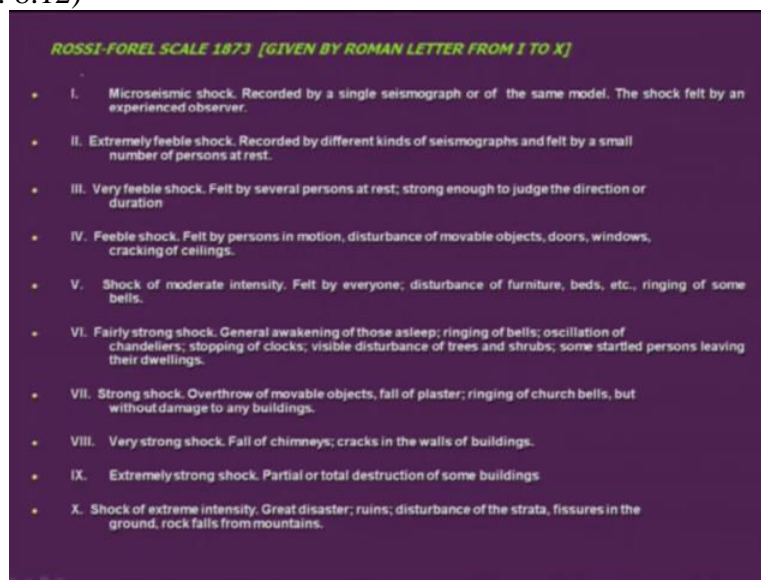 ROSSI-FOREL SCALE 1873 [GIVEN BY ROMAN LETTER FROM I TO X]
• I. Microseismic shock. Recorded by a single seismograph or of the same model. The shock felt by an
experienced observer.
• II. Extremely feeble shock. Recorded by different kinds of seismographs and felt by a small
number of persons at rest.
• III. Very feeble shock. Felt by several persons at rest; strong enough to judge the direction or
duration
• IV. Feeble shock. Felt by persons in motion, disturbance of movable objects, doors, windows,
cracking of ceilings.
• V. Shock of moderate intensity. Felt by everyone; disturbance of furniture, beds, etc., ringing of some
bells.
• VI. Fairly strong shock. General awakening of those asleep; ringing of bells; oscillation of
chandeliers; stopping of clocks; visible disturbance of trees and shrubs; some startled persons leaving
their dwellings.
• VII. Strong shock. Overthrow of movable objects, fall of plaster; ringing of church bells, but
without damage to any buildings.
• VIII. Very strong shock. Fall of chimneys; cracks in the walls of buildings.
• IX. Extremely strong shock. Partial or total destruction of some buildings
• X. Shock of extreme intensity. Great disaster; ruins; disturbance of the strata, fissures in the
ground, rock falls from mountains.